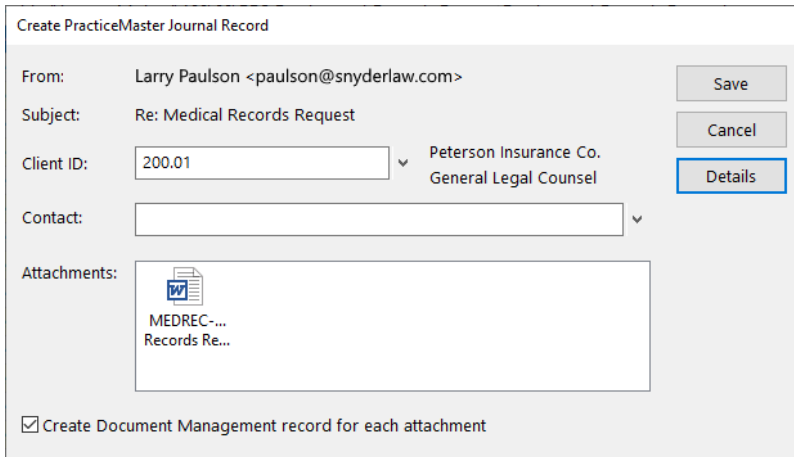 Create PracticeMaster Journal Record
From: Larry Paulson <paulson@snyderlaw.com>
Save
Subject: Re: Medical Records Request
Cancel
Client ID: 200.01 Peterson Insurance Co.
General Legal Counsel
Details
Contact:
Attachments:
MEDREC-...
Records Re...
Create Document Management record for each attachment